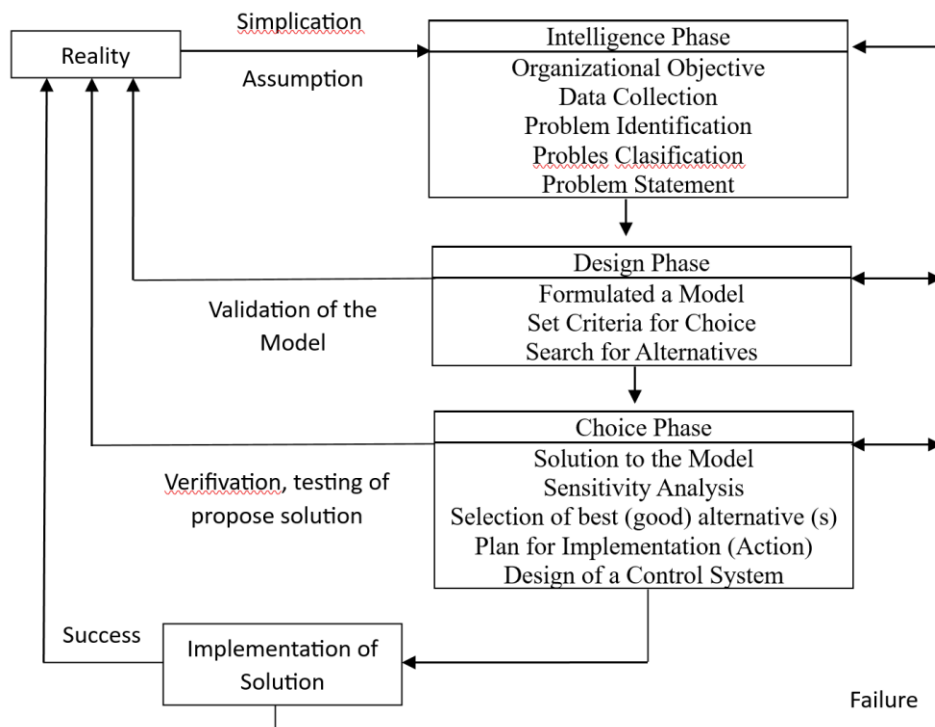 Simplication
Reality
Assumption
Intelligence Phase
Organizational Objective
Data Collection
Problem Identification
Probles Clasification
Problem Statement
Design Phase
Formulated a Model
Set Criteria for Choice
Search for Alternatives
Validation of the
Model
Choice Phase
Solution to the Model
Sensitivity Analysis
Selection of best (good) alternative (s)
Plan for Implementation (Action)
Design of a Control System
Verifivation, testing of
propose solution
Success
Implementation of
Solution
Failure